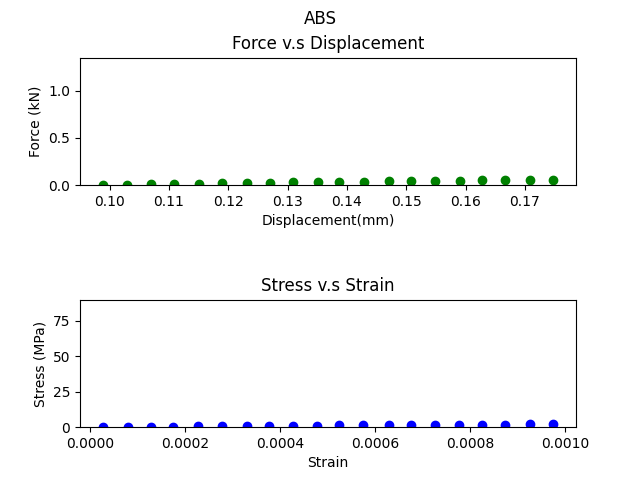 ABS
Force v.s Displacement
Force (kN)
1.0
0.5
0.0
0.10 0.11 0.12 0.13 0.14 0.15 0.16 0.17
Displacement(mm)
Stress v.s Strain
Stress (MPa)
75
50
25
0
0.0000 0.0002 0.0004 0.0006 0.0008 0.0010
Strain